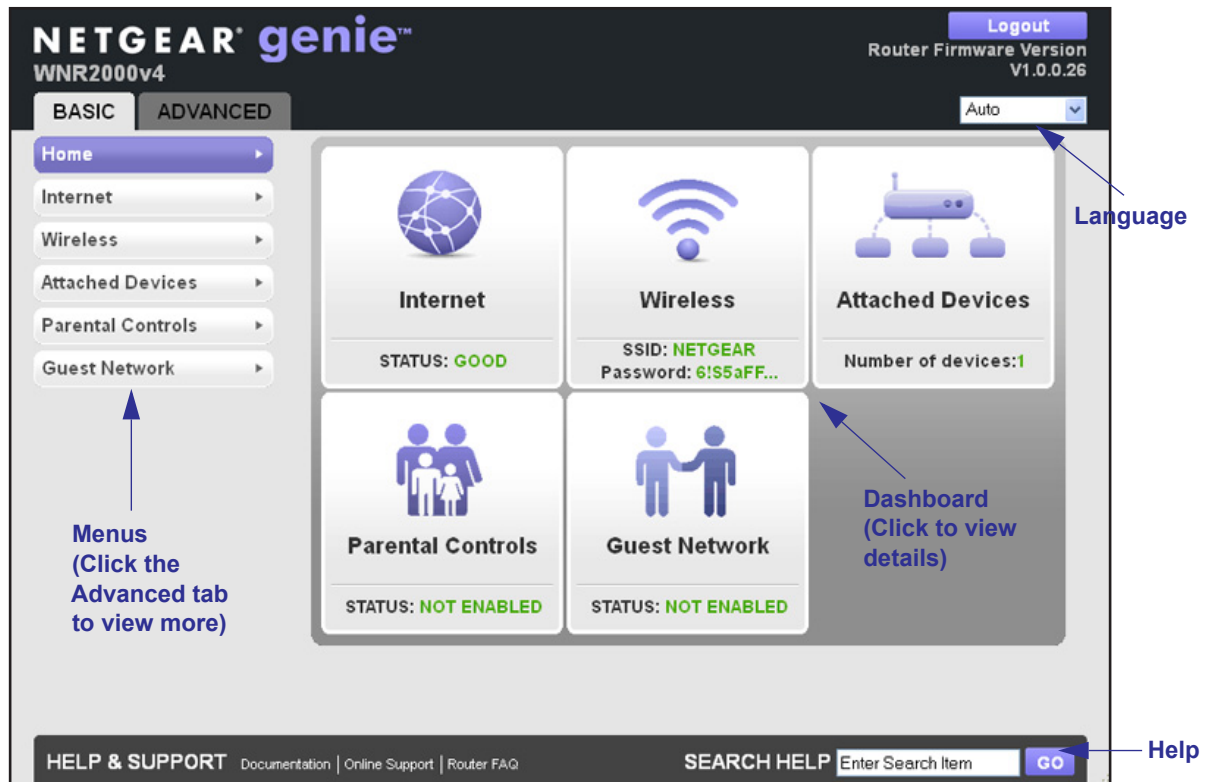 NETGEAR® genie™
WNR2000v4
Logout
Router Firmware Version
V1.0.0.26
BASIC
ADVANCED
Auto
Home
Internet
Wireless
Attached Devices
Parental Controls
Guest Network
Internet
STATUS: GOOD
Wireless
SSID: NETGEAR
Password: 6!S5aFF...
Attached Devices
Number of devices:1
Parental Controls
STATUS: NOT ENABLED
Guest Network
STATUS: NOT ENABLED
Language
Menus
(Click the
Advanced tab
to view more)
Dashboard
(Click to view
details)
HELP & SUPPORT Documentation | Online Support | Router FAQ
SEARCH HELP Enter Search Item GO
Help